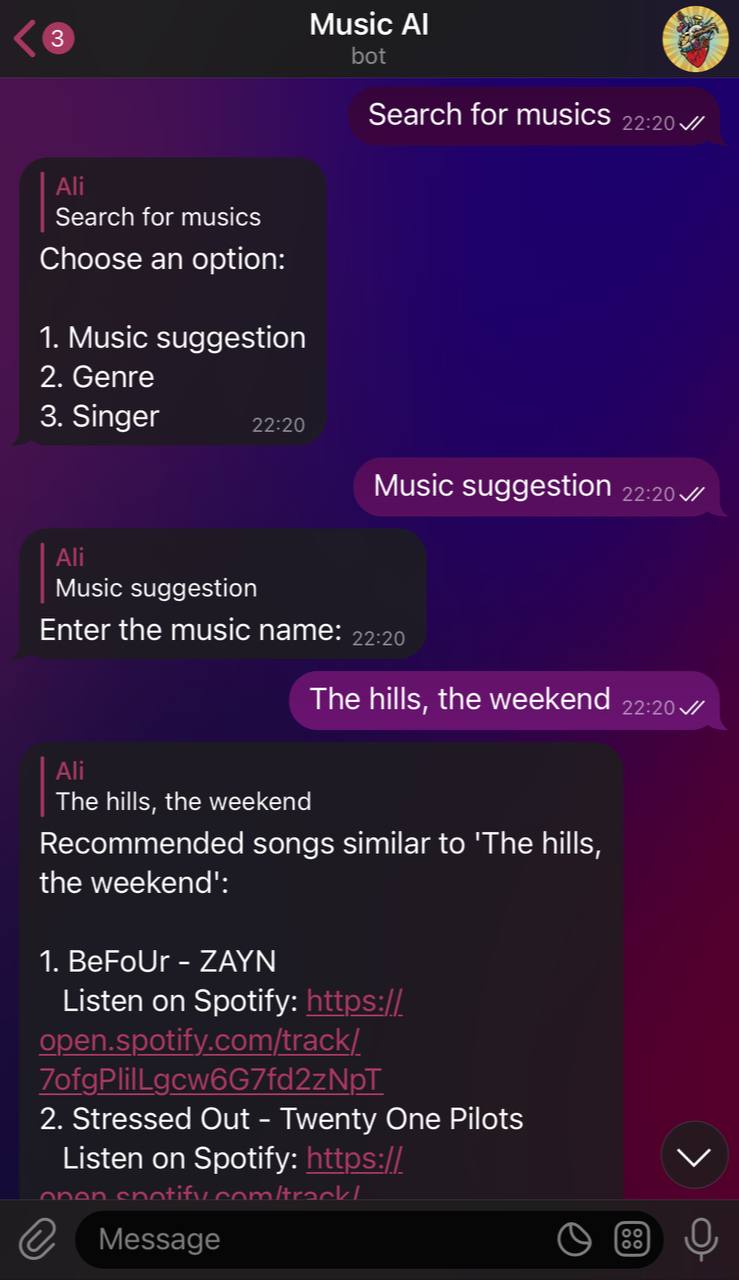 3
Music AI
bot
Search for musics 22:20
Ali
Search for musics
Choose an option:
1. Music suggestion
2. Genre
3. Singer 22:20
Music suggestion 22:20
Ali
Music suggestion
Enter the music name: 22:20
The hills, the weekend 22:20
Ali
The hills, the weekend
Recommended songs similar to 'The hills,
the weekend':
1. BeFoUr - ZAYN
Listen on Spotify: https://
open.spotify.com/track/
7ofgPlilLgcw6G7fd2zNpT
2. Stressed Out - Twenty One Pilots
Listen on Spotify: https://
open.spotify.com/track/
Message